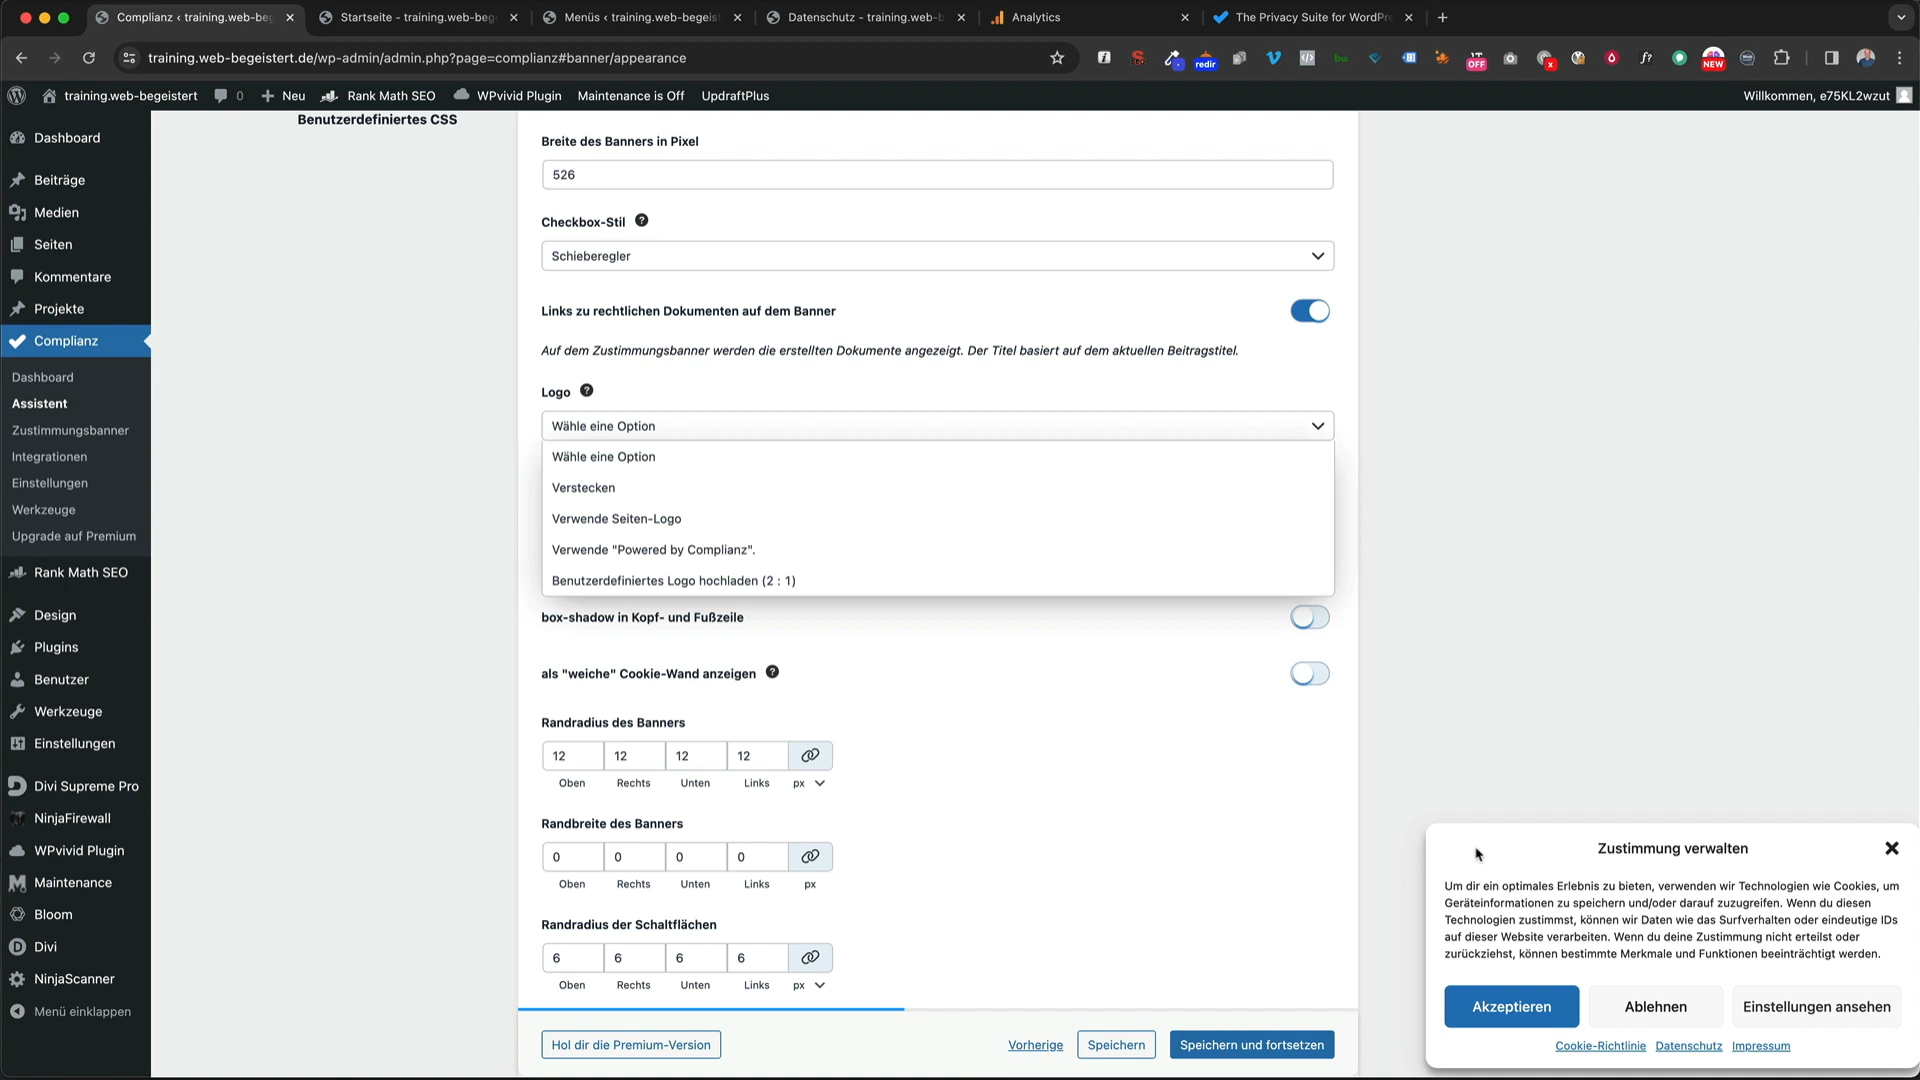 Complianz ‹ training.web-beg
Startseite - training.web-beg
Menüs ‹ training.web-begeist
Datenschutz - training.web-b
Analytics
The Privacy Suite for WordPr
training.web-begeistert.de/wp-admin/admin.php?page=complianz#banner/appearance
redir
OFF
NEW
training.web-begeistert
0
Neu
Rank Math SEO
WPvivid Plugin
Maintenance is Off
UpdraftPlus
Willkommen, e75KL2wzut
Dashboard
Beiträge
Medien
Seiten
Kommentare
Projekte
Complianz
Dashboard
Assistent
Zustimmungsbanner
Integrationen
Einstellungen
Werkzeuge
Upgrade auf Premium
Rank Math SEO
Design
Plugins
Benutzer
Werkzeuge
Einstellungen
Divi Supreme Pro
NinjaFirewall
WPvivid Plugin
Maintenance
Bloom
Divi
NinjaScanner
Menü einklappen
Benutzerdefiniertes CSS
Breite des Banners in Pixel
526
Checkbox-Stil
Schieberegler
Links zu rechtlichen Dokumenten auf dem Banner
Auf dem Zustimmungsbanner werden die erstellten Dokumente angezeigt. Der Titel basiert auf dem aktuellen Beitragstitel.
Logo
Wähle eine Option
Wähle eine Option
Verstecken
Verwende Seiten-Logo
Verwende "Powered by Complianz".
Benutzerdefiniertes Logo hochladen (2 : 1)
box-shadow in Kopf- und Fußzeile
als "weiche" Cookie-Wand anzeigen
Randradius des Banners
12 12 12 12
Oben Rechts Unten Links px
Randbreite des Banners
0 0 0 0
Oben Rechts Unten Links px
Randradius der Schaltflächen
6 6 6 6
Oben Rechts Unten Links px
Hol dir die Premium-Version
Vorherige
Speichern
Speichern und fortsetzen
Zustimmung verwalten
Um dir ein optimales Erlebnis zu bieten, verwenden wir Technologien wie Cookies, um
Geräteinformationen zu speichern und/oder darauf zuzugreifen. Wenn du diesen
Technologien zustimmst, können wir Daten wie das Surfverhalten oder eindeutige IDs
auf dieser Website verarbeiten. Wenn du deine Zustimmung nicht erteilst oder
zurückziehst, können bestimmte Merkmale und Funktionen beeinträchtigt werden.
Akzeptieren
Ablehnen
Einstellungen ansehen
Cookie-Richtlinie Datenschutz Impressum